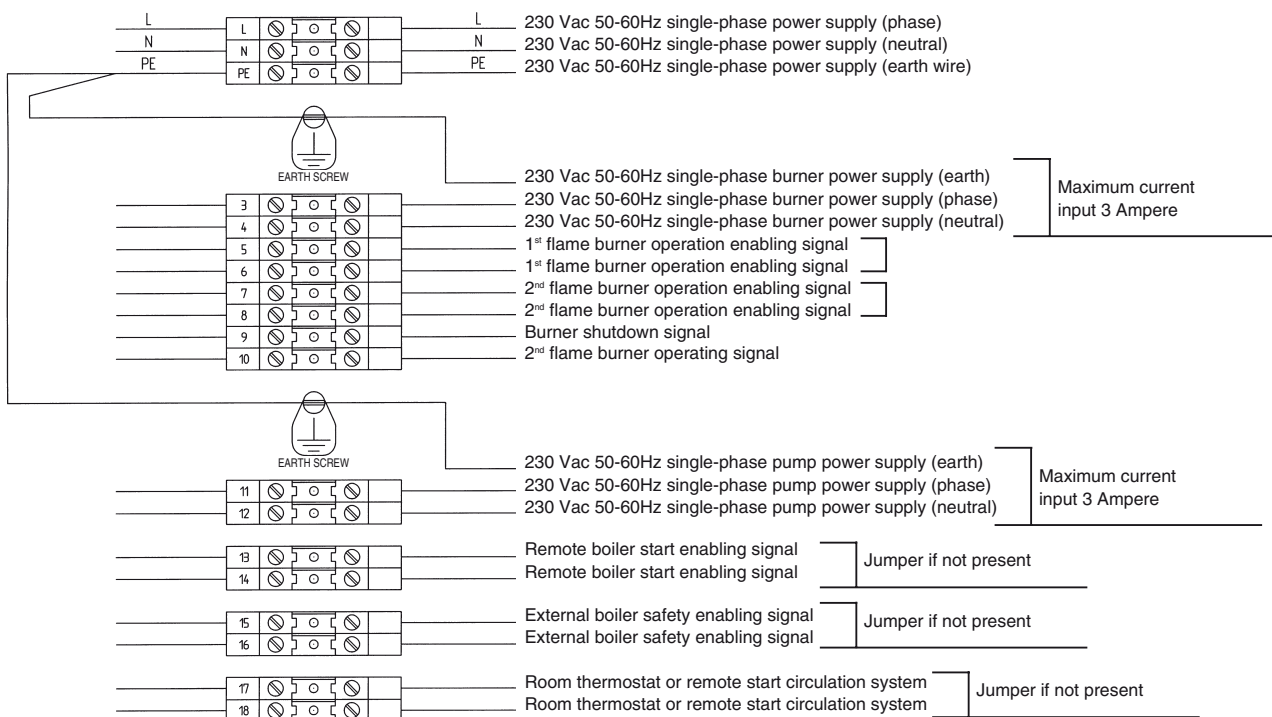 L L L 230 Vac 50-60Hz single-phase power supply (phase)
N N N 230 Vac 50-60Hz single-phase power supply (neutral)
PE PE PE 230 Vac 50-60Hz single-phase power supply (earth wire)
EARTH SCREW
230 Vac 50-60Hz single-phase burner power supply (earth)
3 230 Vac 50-60Hz single-phase burner power supply (phase)
4 230 Vac 50-60Hz single-phase burner power supply (neutral)
Maximum current
input 3 Ampere
5 1st flame burner operation enabling signal
6 1st flame burner operation enabling signal
7 2nd flame burner operation enabling signal
8 2nd flame burner operation enabling signal
9 Burner shutdown signal
10 2nd flame burner operating signal
EARTH SCREW
230 Vac 50-60Hz single-phase pump power supply (earth)
11 230 Vac 50-60Hz single-phase pump power supply (phase)
12 230 Vac 50-60Hz single-phase pump power supply (neutral)
Maximum current
input 3 Ampere
13 Remote boiler start enabling signal
14 Remote boiler start enabling signal
Jumper if not present
15 External boiler safety enabling signal
16 External boiler safety enabling signal
Jumper if not present
17 Room thermostat or remote start circulation system
18 Room thermostat or remote start circulation system
Jumper if not present